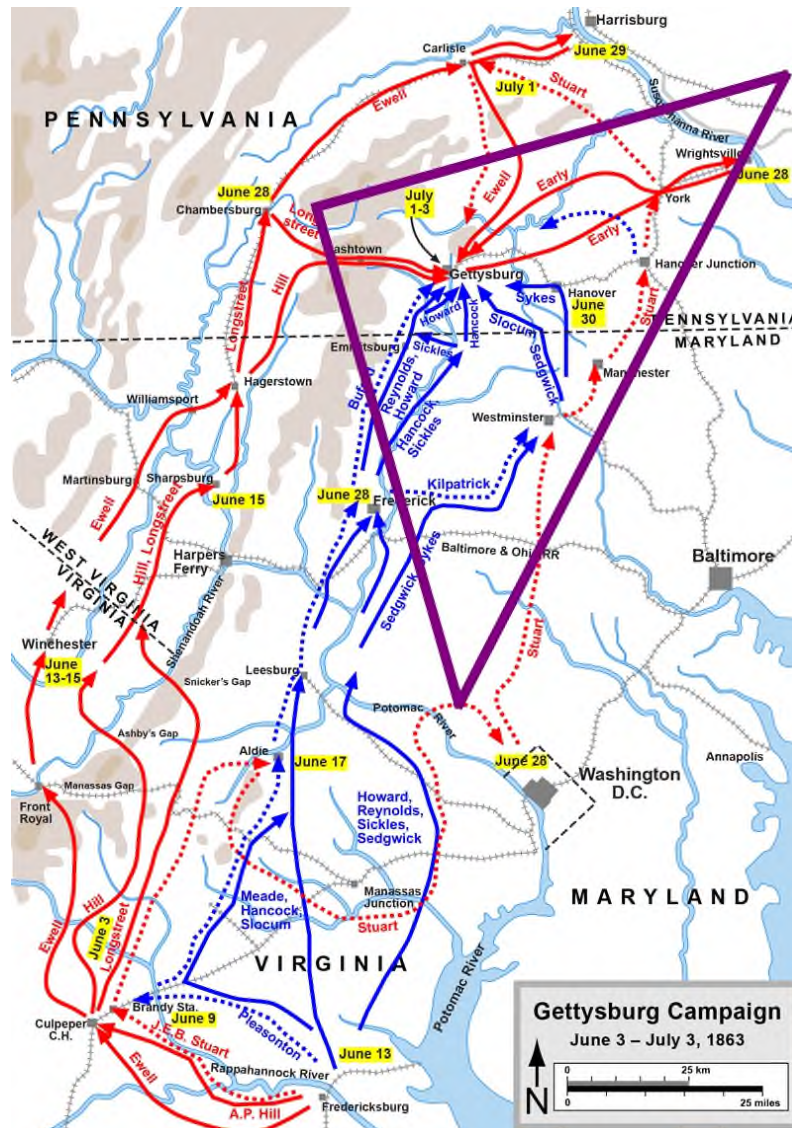 Harrisburg
Carlisle
June 29
Stuart
July 1
Ewell
Susquehanna River
PENNSYLVANIA
Wrightsville
June 28
Ewell
Early
York
June 28
July
1-3
Chambersburg
Long-
street
Early
ashtown
Gettysburg
Hanover Junction
Hill
Sykes
Hanover
June
30
Longstreet
Howard
Hancock
Slocum
Stuart
PENNSYLVANIA
MARYLAND
Emmitsburg
Sickles
Sedgwick
Manchester
Hagerstown
Buford
Reynolds,
Howard
Hancock,
Sickles
Williamsport
Westminster
Martinsburg
Sharpsburg
Kilpatrick
Ewell
June 15
June 28
Frederick
Hill, Longstreet
Baltimore & Ohio RR
Baltimore
WEST VIRGINIA
VIRGINIA
Harpers
Ferry
Sedgwick, Sykes
Shenandoah River
Winchester
June
13-15
Stuart
Leesburg
Snicker's Gap
Potomac
River
Ashby's Gap
Aldie
June 17
June 28
Annapolis
Manassas Gap
Washington
D.C.
Front
Royal
Howard,
Reynolds,
Sickles,
Sedgwick
Manassas
Junction
MARYLAND
Meade,
Hancock,
Slocum
Ewell
June 3
Hill
Longstreet
Stuart
VIRGINIA
Potomac River
Brandy Sta.
June 9
Culpeper
C.H.
J.E.B. Stuart
Pleasonton
June 13
Rappahannock River
Ewell
A.P. Hill
Fredericksburg
Gettysburg Campaign
June 3 – July 3, 1863
N
0
25 km
0
25 miles